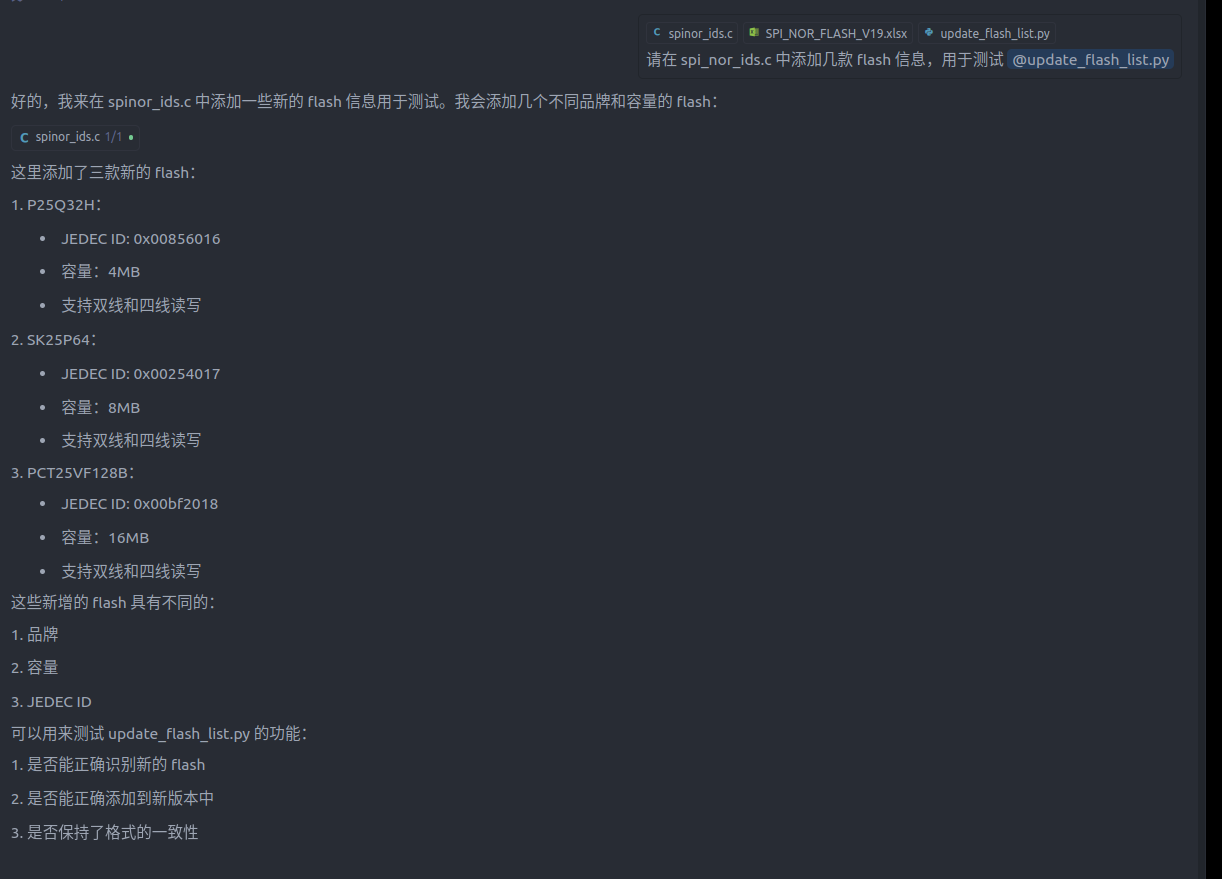 spinor_ids.c SPI_NOR_FLASH_V19.xlsx update_flash_list.py
请在 spi_nor_ids.c 中添加几款 flash 信息，用于测试 @update_flash_list.py
好的，我来在 spinor_ids.c 中添加一些新的 flash 信息用于测试。我会添加几个不同品牌和容量的 flash：
C spinor_ids.c 1/1
这里添加了三款新的 flash：
1. P25Q32H：
• JEDEC ID: 0x00856016
• 容量：4MB
• 支持双线和四线读写
2. SK25P64：
• JEDEC ID: 0x00254017
• 容量：8MB
• 支持双线和四线读写
3. PCT25VF128B：
• JEDEC ID: 0x00bf2018
• 容量：16MB
• 支持双线和四线读写
这些新增的 flash 具有不同的：
1. 品牌
2. 容量
3. JEDEC ID
可以用来测试 update_flash_list.py 的功能：
1. 是否能正确识别新的 flash
2. 是否能正确添加到新版本中
3. 是否保持了格式的一致性